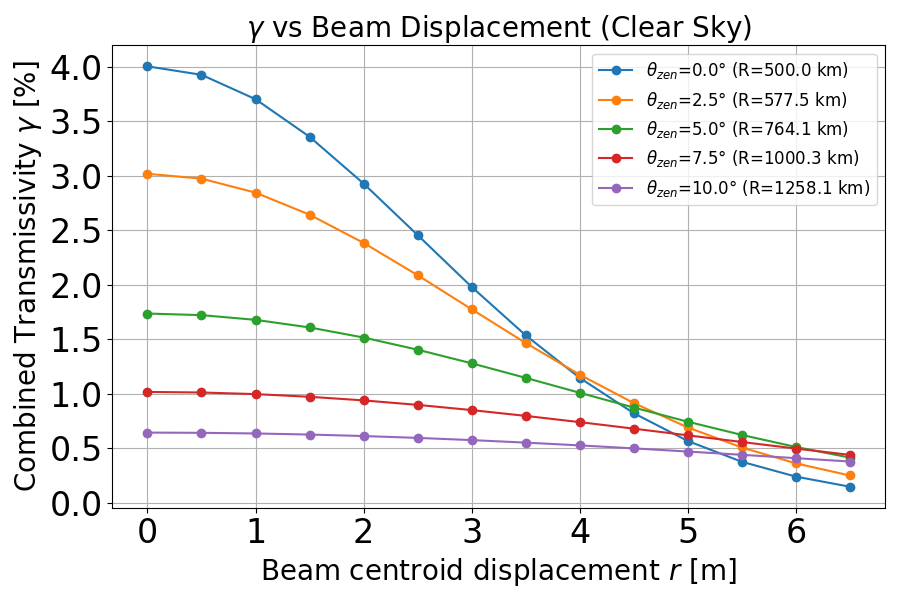 γ vs Beam Displacement (Clear Sky)
Combined Transmissivity γ [%]
4.0
3.5
3.0
2.5
2.0
1.5
1.0
0.5
0.0
θzen=0.0° (R=500.0 km)
θzen=2.5° (R=577.5 km)
θzen=5.0° (R=764.1 km)
θzen=7.5° (R=1000.3 km)
θzen=10.0° (R=1258.1 km)
0 1 2 3 4 5 6
Beam centroid displacement r [m]